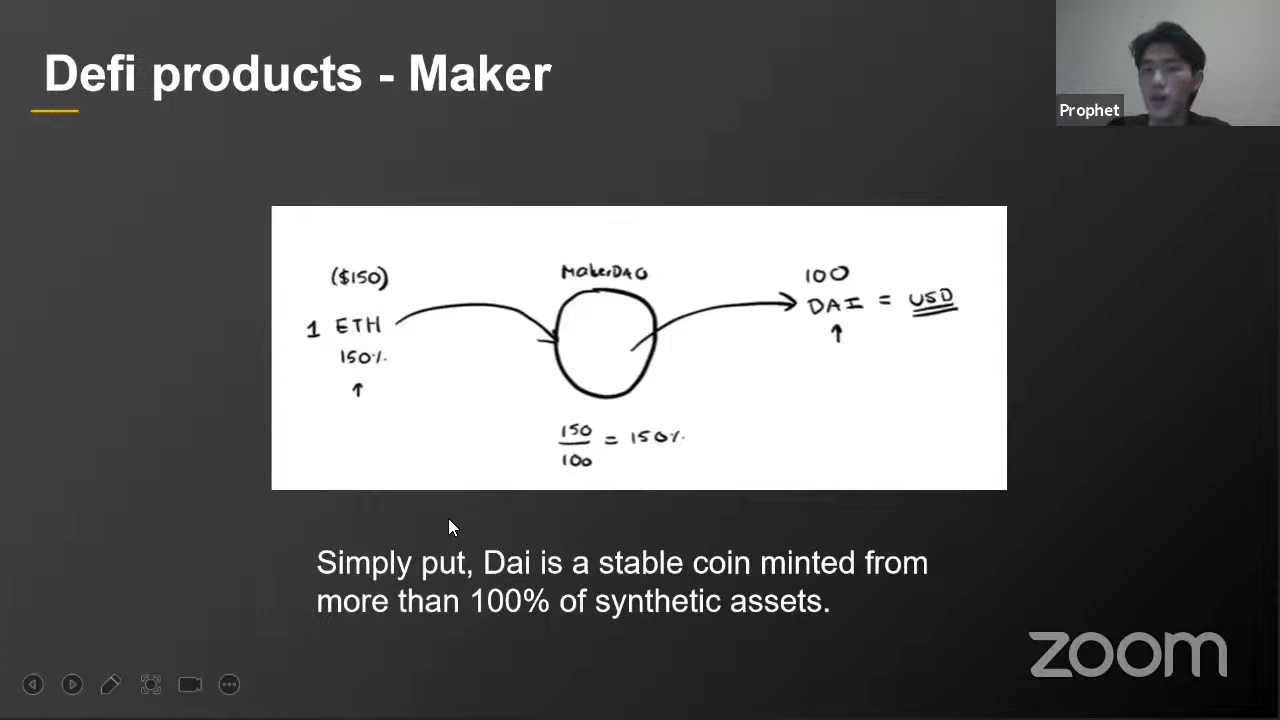 Defi products - Maker
Prophet
($150)
1 ETH
150%
MakerDAO
150
100
= 150%
100
DAI = USD
Simply put, Dai is a stable coin minted from
more than 100% of synthetic assets.
zoom